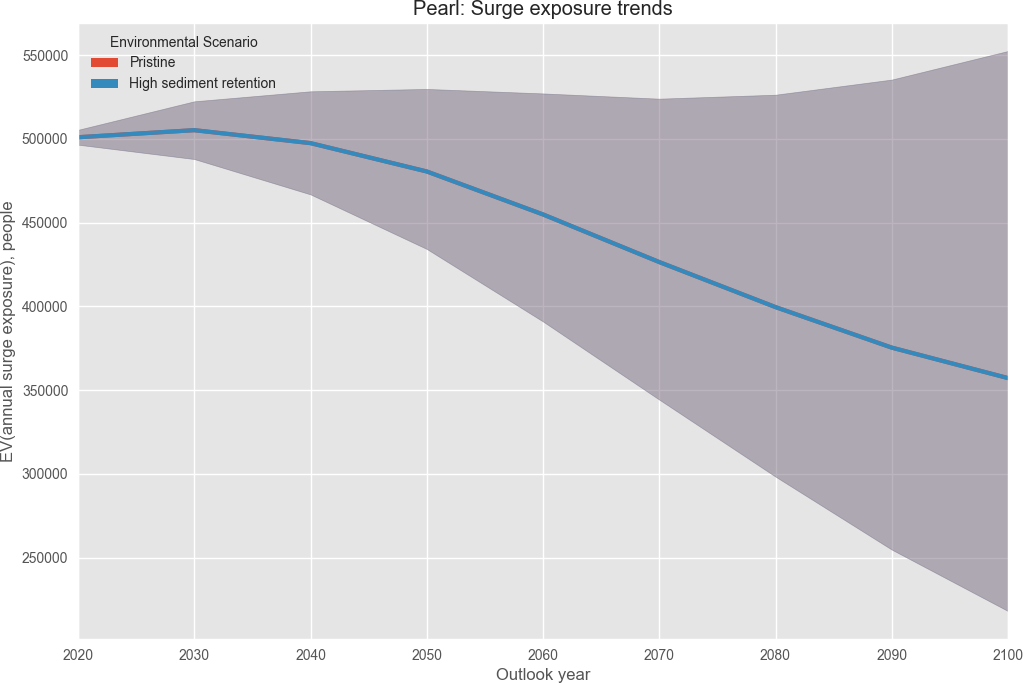 Pearl: Surge exposure trends
Environmental Scenario
Pristine
High sediment retention
EV(annual surge exposure), people
550000
500000
450000
400000
350000
300000
250000
2020 2030 2040 2050 2060 2070 2080 2090 2100
Outlook year